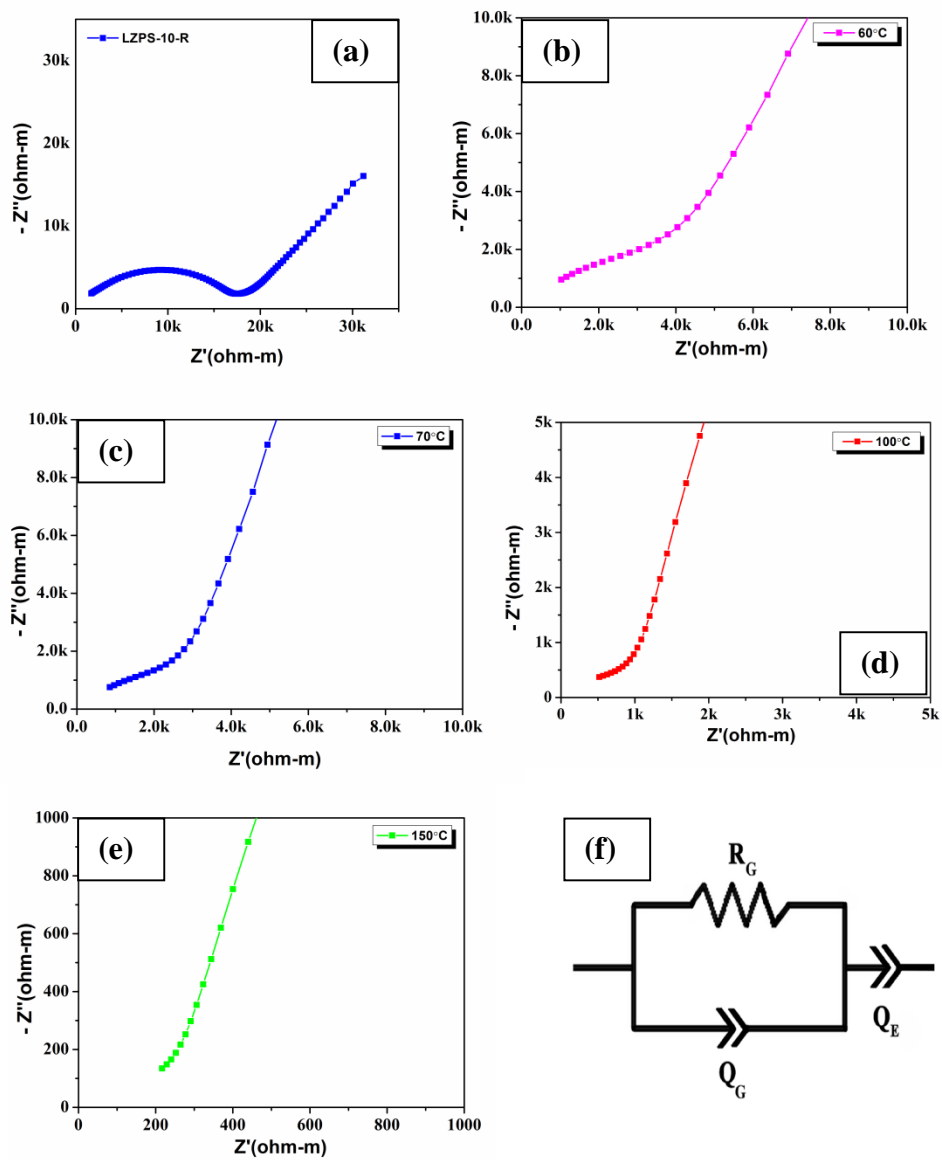 LZPS-10-R
(a)
30k
20k
10k
0
0 10k 20k 30k
- Z''(ohm-m)
Z'(ohm-m)
(b)
60°C
10.0k
8.0k
6.0k
4.0k
2.0k
0.0
0.0 2.0k 4.0k 6.0k 8.0k 10.0k
- Z''(ohm-m)
Z'(ohm-m)
(c)
70°C
10.0k
8.0k
6.0k
4.0k
2.0k
0.0
0.0 2.0k 4.0k 6.0k 8.0k 10.0k
- Z''(ohm-m)
Z'(ohm-m)
100°C
(d)
5k
4k
3k
2k
1k
0
0 1k 2k 3k 4k 5k
- Z''(ohm-m)
Z'(ohm-m)
(e)
150°C
1000
800
600
400
200
0
0 200 400 600 800 1000
- Z''(ohm-m)
Z'(ohm-m)
(f)
R_G
Q_G
Q_E